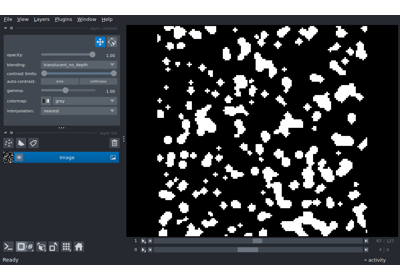 File View Layers Plugins Window Help
opacity: 1.00
blending: translucent_no_depth
contrast limits:
auto-contrast: once continuous
gamma: 1.00
colormap: gray
interpolation: nearest
Image
1
0
Ready
activity